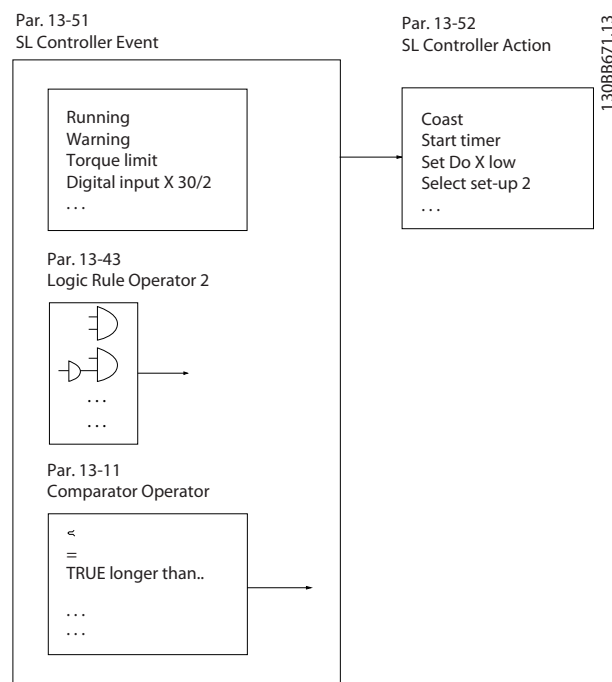 Par. 13-51
SL Controller Event
Par. 13-52
SL Controller Action
130BB671.13
Running
Warning
Torque limit
Digital input X 30/2
. . .
Coast
Start timer
Set Do X low
Select set-up 2
. . .
Par. 13-43
Logic Rule Operator 2
. . .
. . .
Par. 13-11
Comparator Operator
=
TRUE longer than..
. . .
. . .